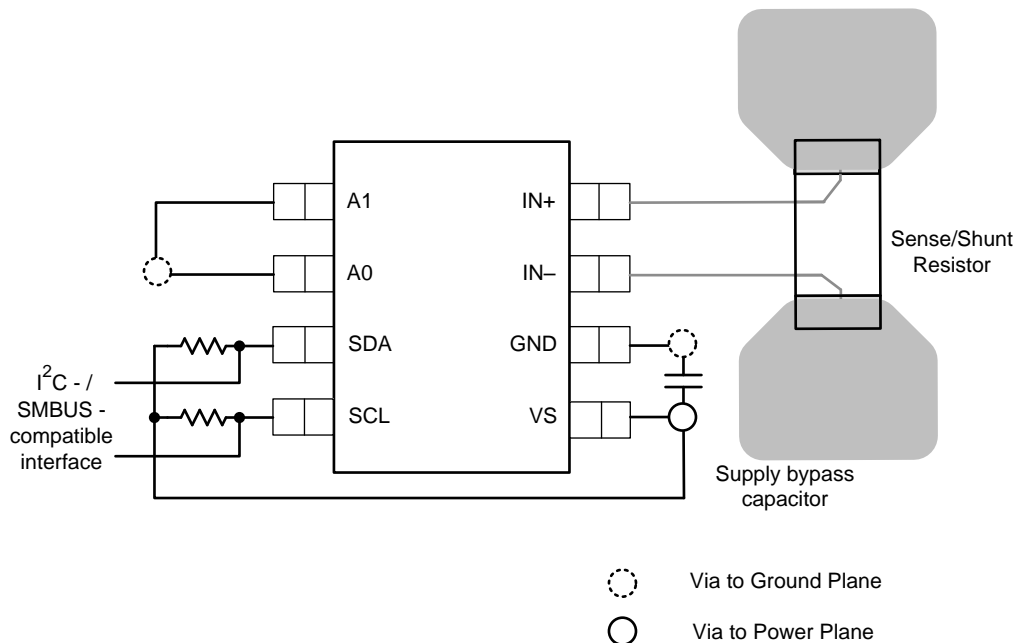 A1
A0
SDA
SCL
IN+
IN–
GND
VS
Sense/Shunt
Resistor
I²C - /
SMBUS -
compatible
interface
Supply bypass
capacitor
Via to Ground Plane
Via to Power Plane